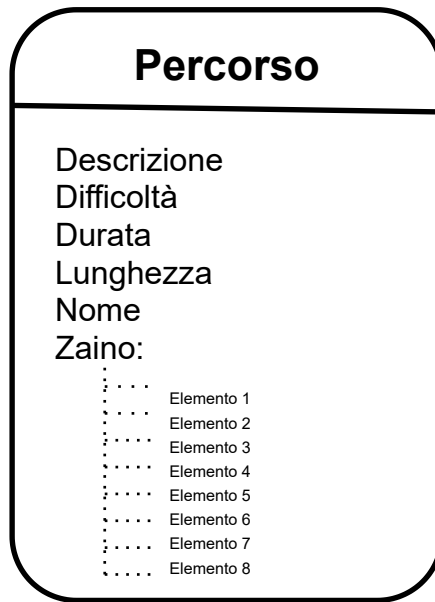 Percorso
Descrizione
Difficoltà
Durata
Lunghezza
Nome
Zaino:
Elemento 1
Elemento 2
Elemento 3
Elemento 4
Elemento 5
Elemento 6
Elemento 7
Elemento 8